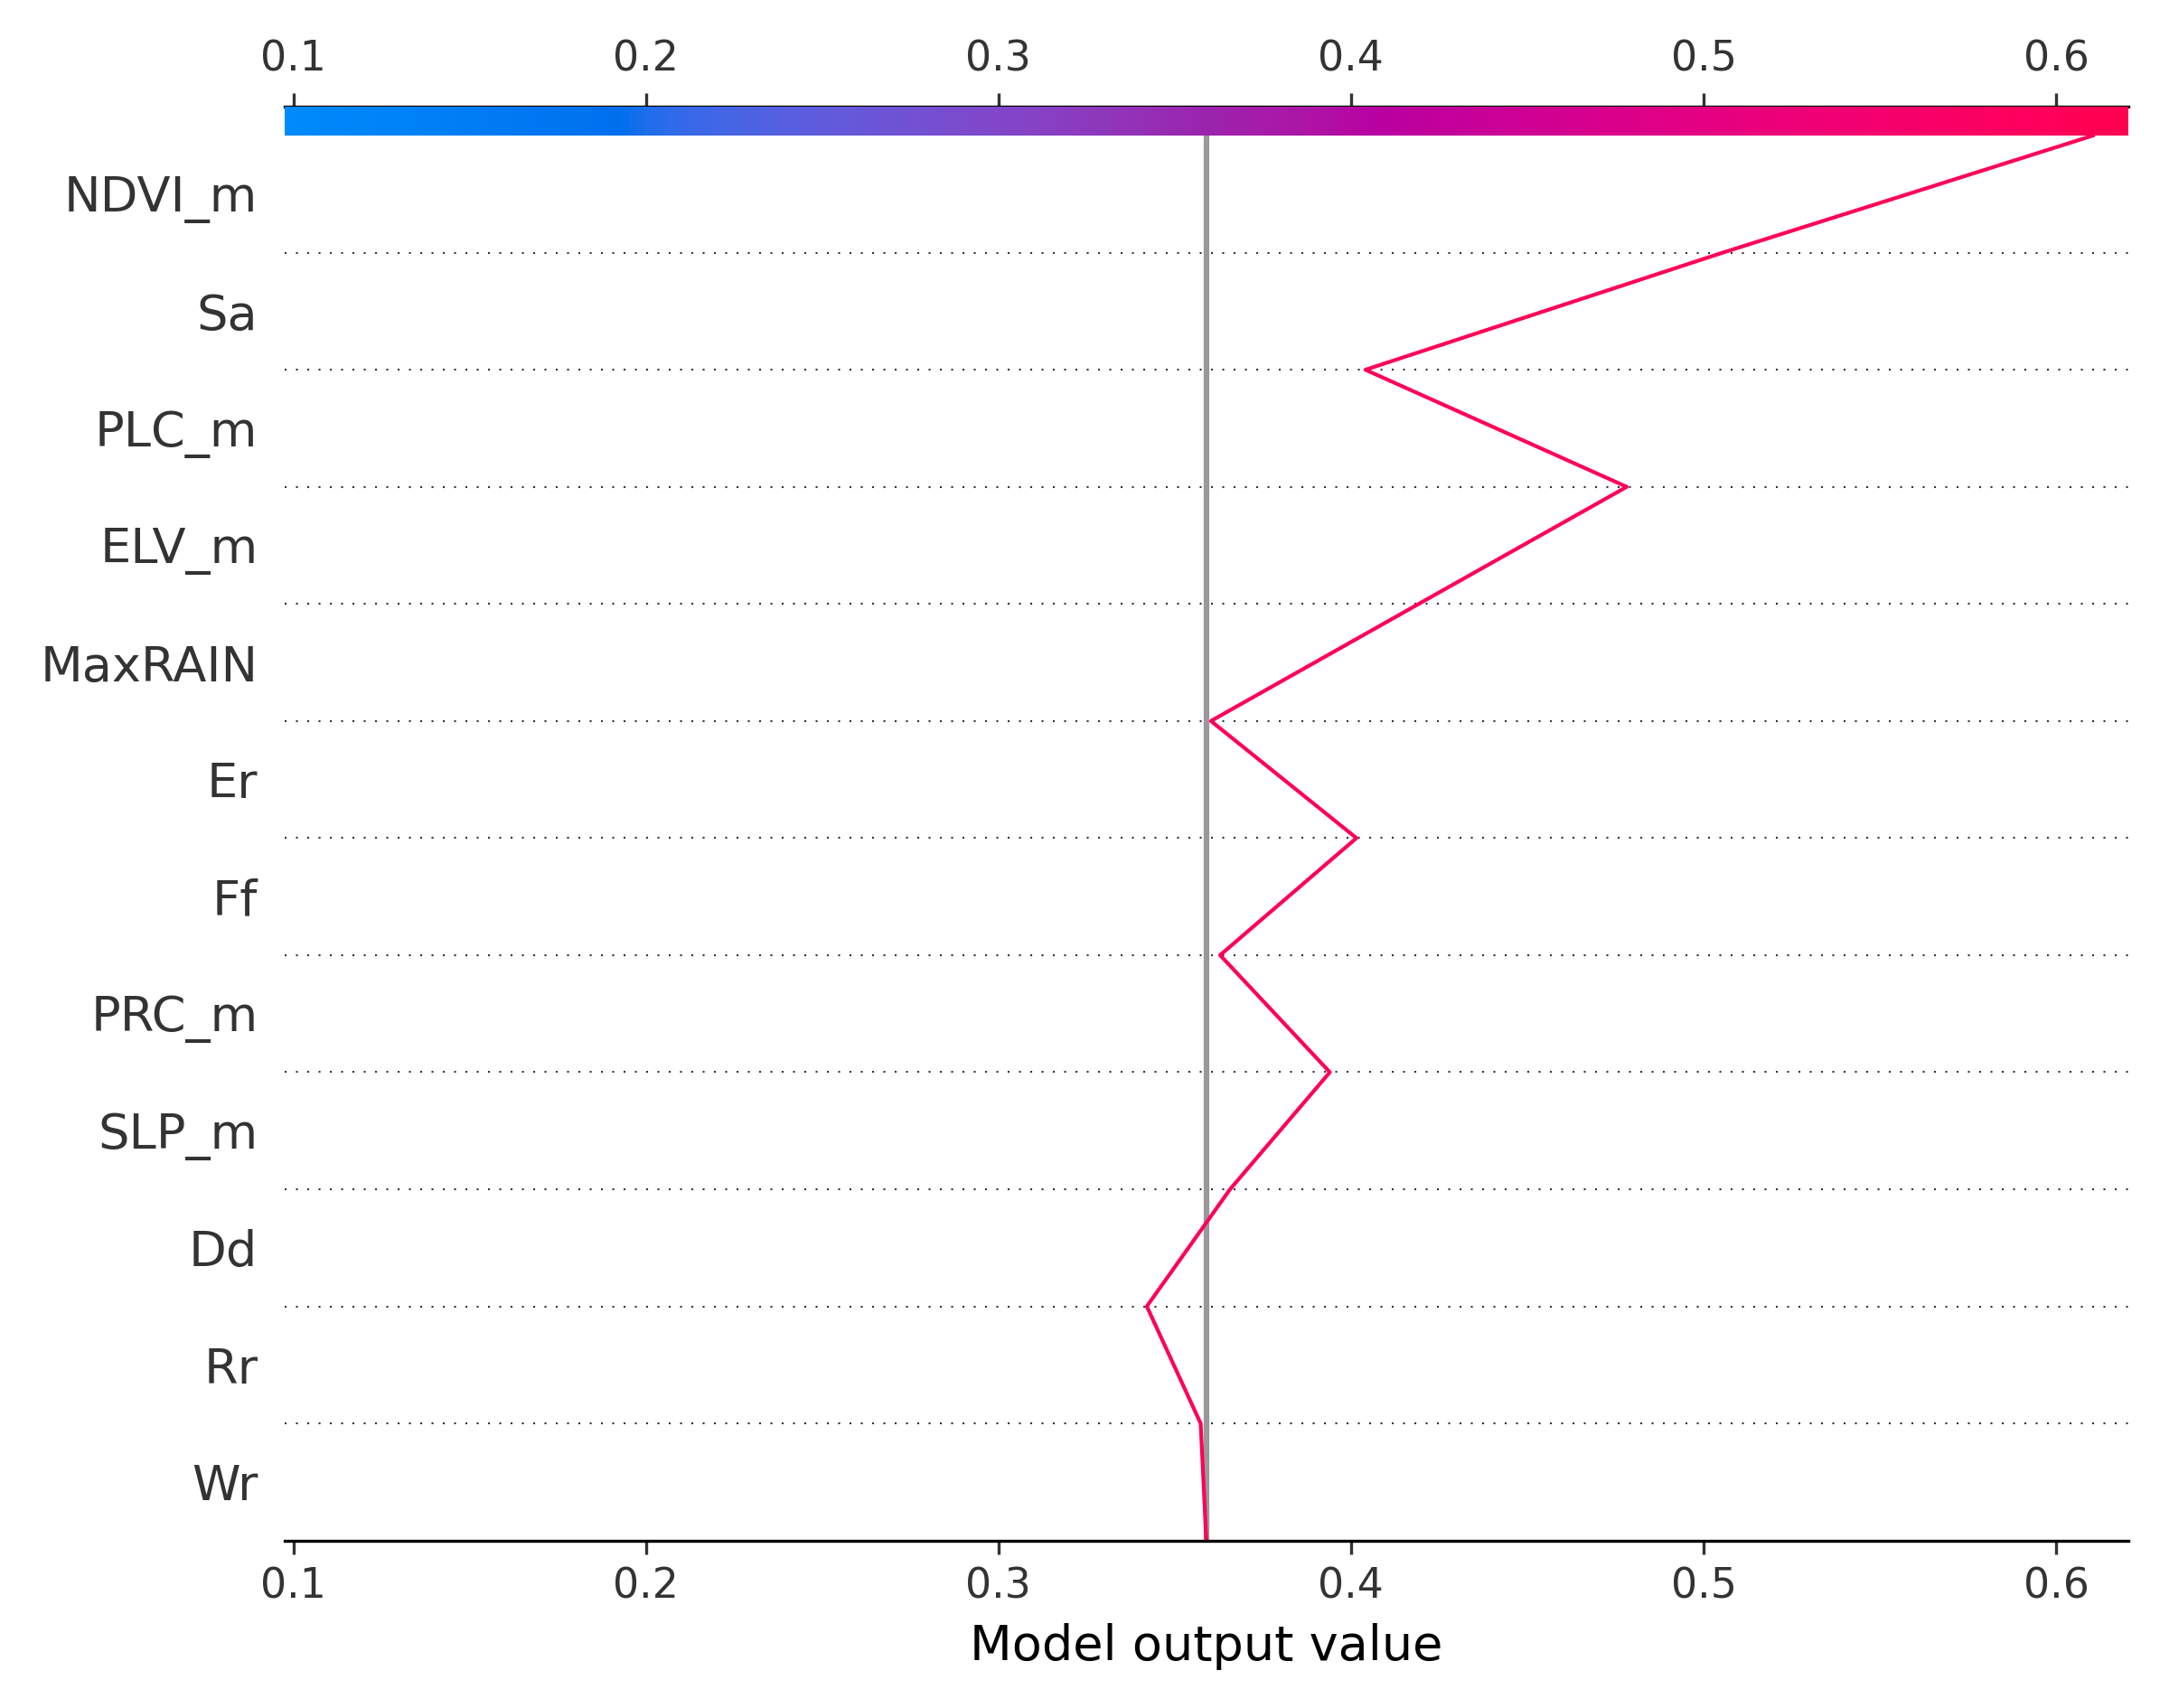 0.1 0.2 0.3 0.4 0.5 0.6
NDVI_m
Sa
PLC_m
ELV_m
MaxRAIN
Er
Ff
PRC_m
SLP_m
Dd
Rr
Wr
0.1 0.2 0.3 0.4 0.5 0.6
Model output value